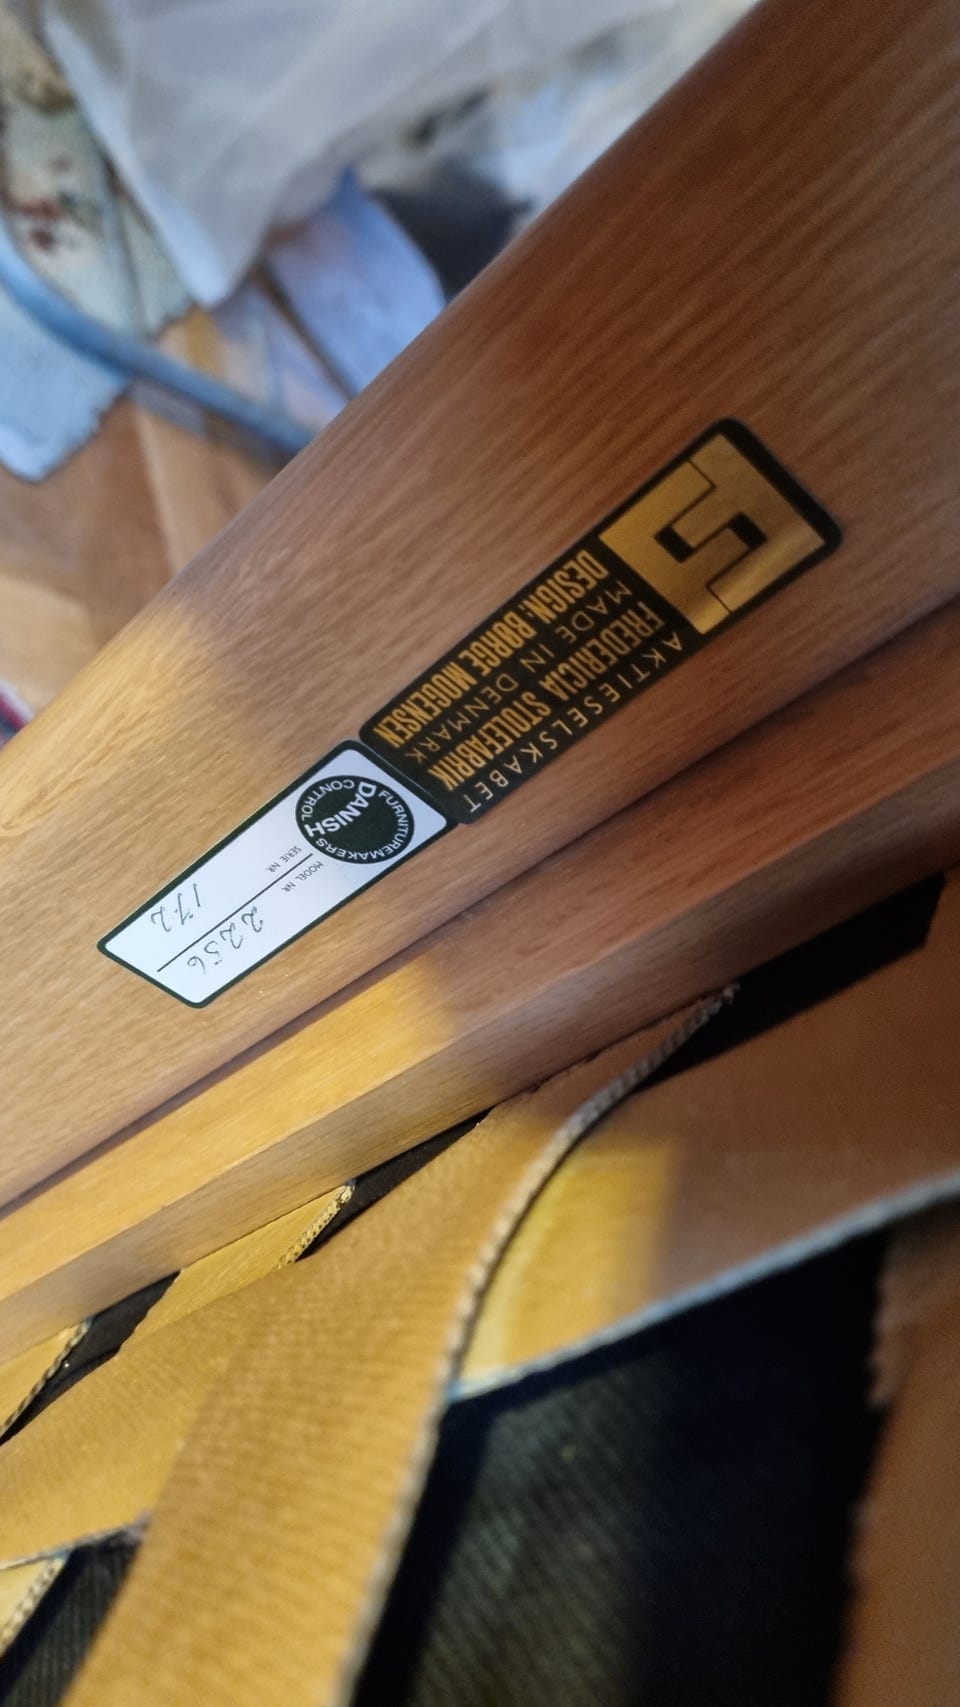 AKTIESELSKABET
FREDERICIA STOLEFABRIK
MADE IN DENMARK
DESIGN: BØRGE MOGENSEN
FURNITUREMAKERS
DANISH
CONTROL
MODEL NR 2256
SERIE NR 172